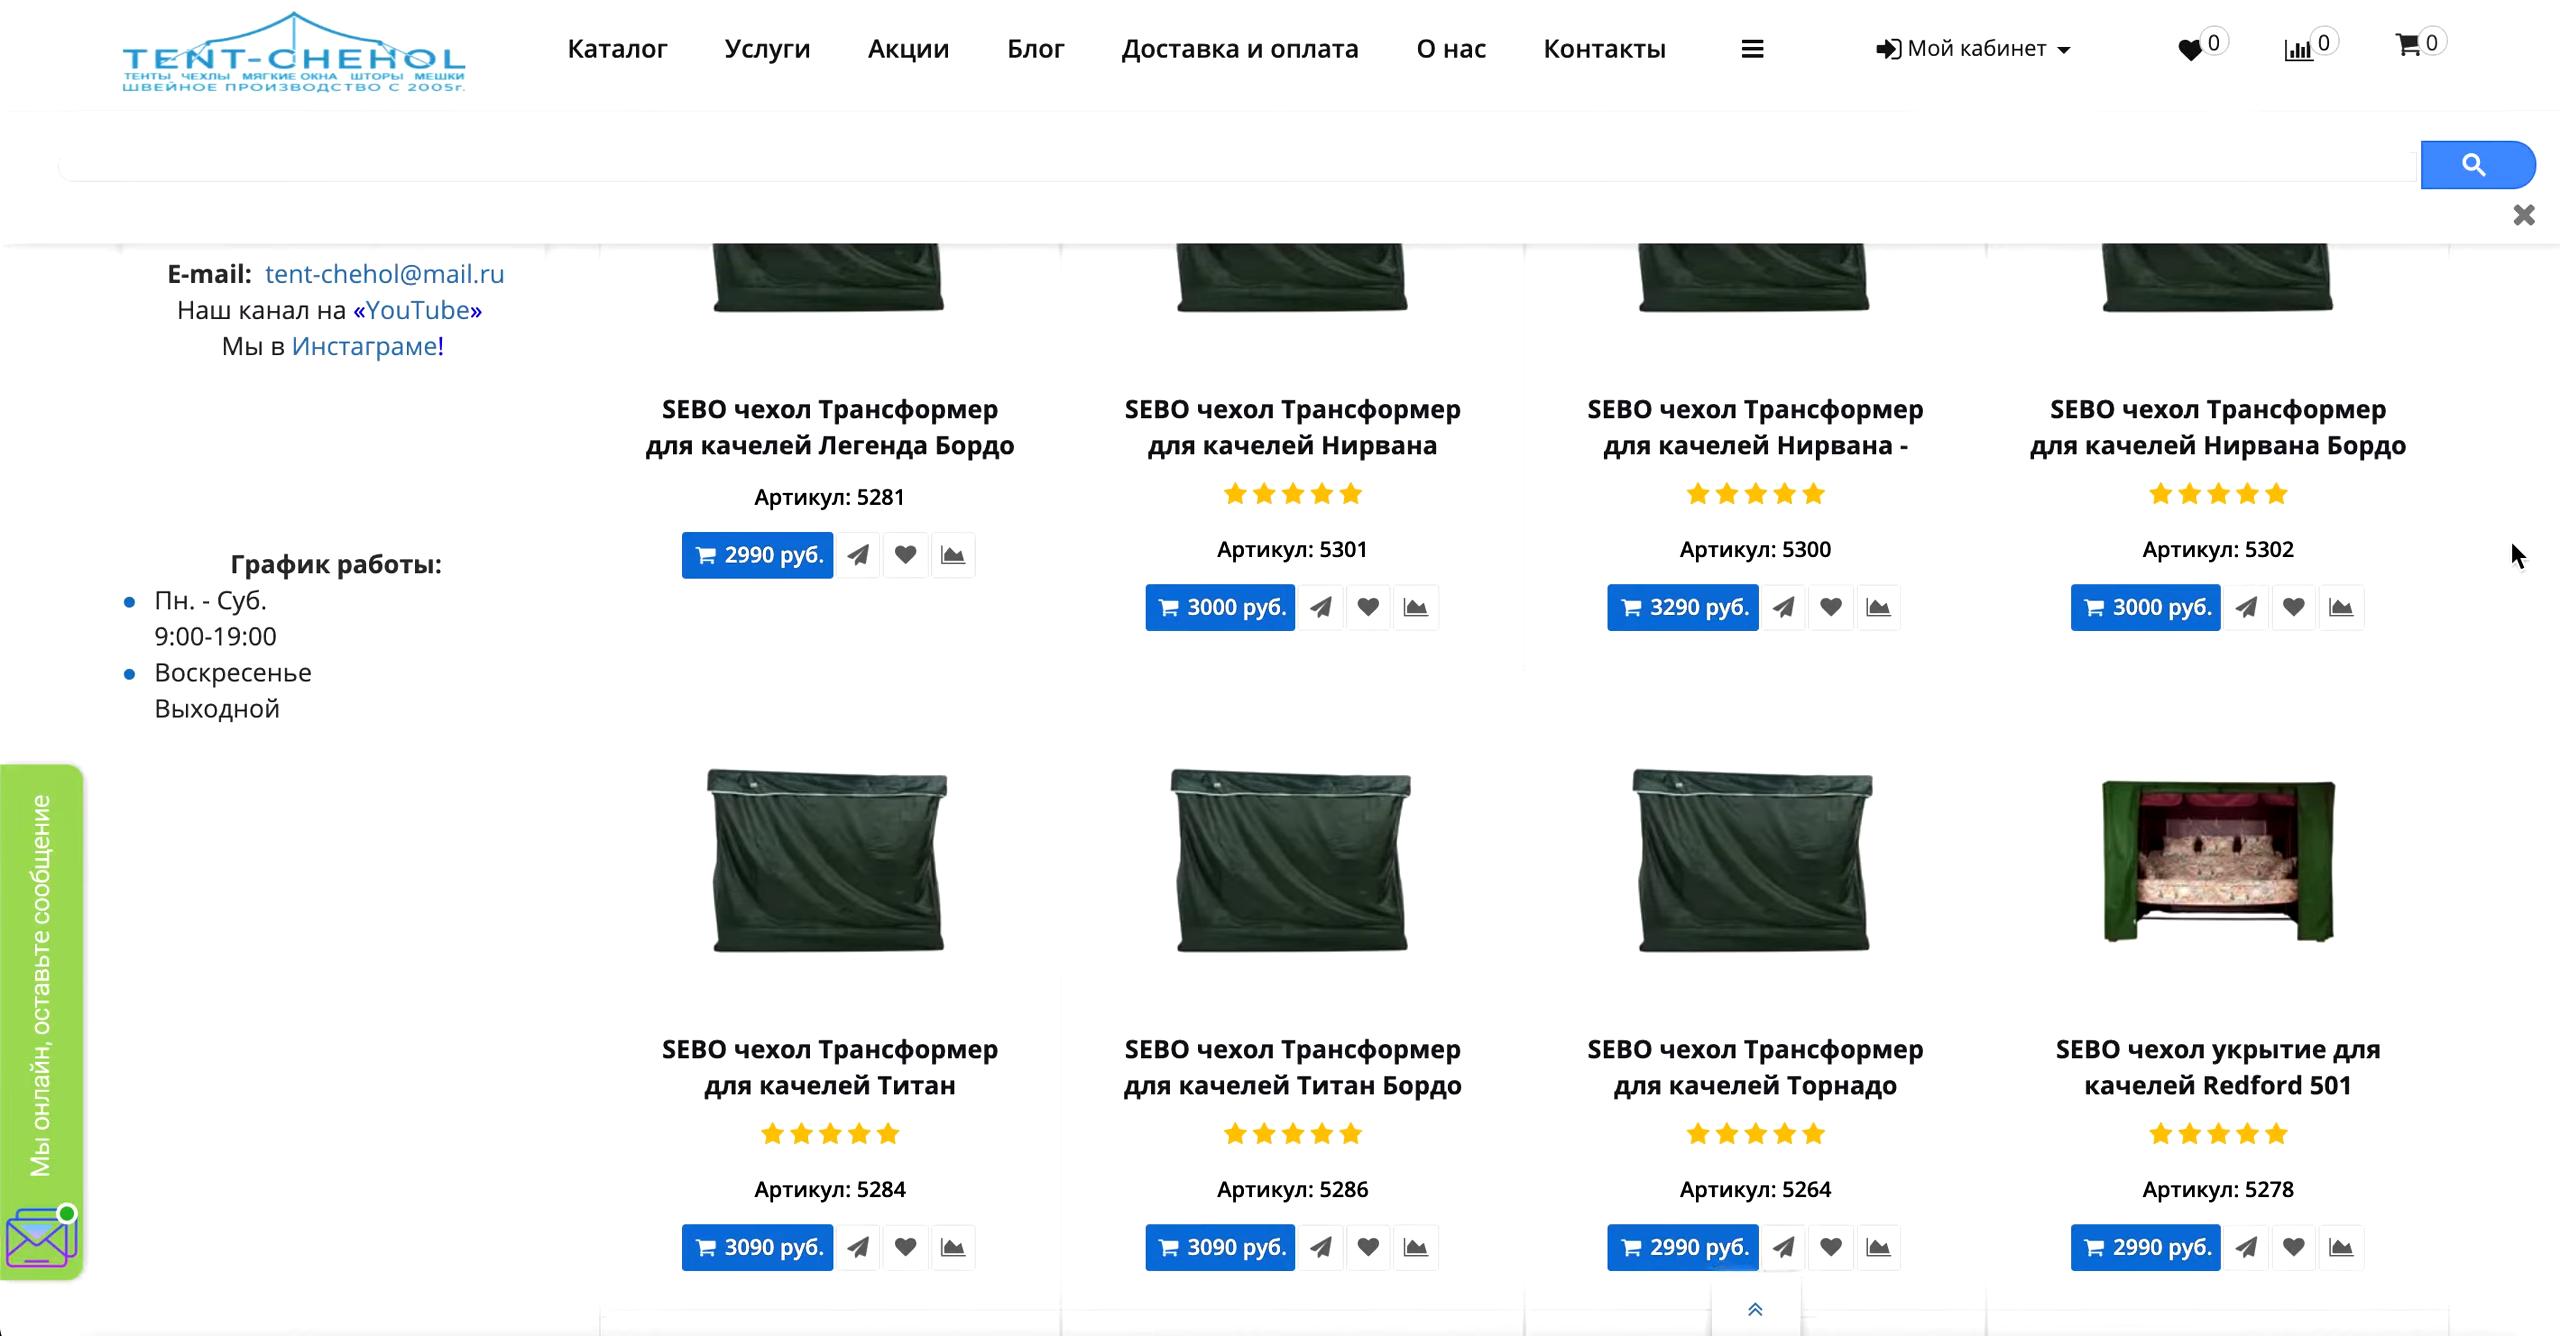 TENT-CHEHOL
ТЕНТЫ ЧЕХЛЫ МЯГКИЕ ОКНА ШТОРЫ МЕШКИ
ШВЕЙНОЕ ПРОИЗВОДСТВО С 2005г.
Каталог Услуги Акции Блог Доставка и оплата О нас Контакты
Мой кабинет
0 0 0
E-mail: tent-chehol@mail.ru
Наш канал на «YouTube»
Мы в Инстаграме!
График работы:
Пн. - Суб.
9:00-19:00
Воскресенье
Выходной
Мы онлайн, оставьте сообщение
SEBO чехол Трансформер
для качелей Легенда Бордо
Артикул: 5281
2990 руб.
SEBO чехол Трансформер
для качелей Нирвана
Артикул: 5301
3000 руб.
SEBO чехол Трансформер
для качелей Нирвана -
Артикул: 5300
3290 руб.
SEBO чехол Трансформер
для качелей Нирвана Бордо
Артикул: 5302
3000 руб.
SEBO чехол Трансформер
для качелей Титан
Артикул: 5284
3090 руб.
SEBO чехол Трансформер
для качелей Титан Бордо
Артикул: 5286
3090 руб.
SEBO чехол Трансформер
для качелей Торнадо
Артикул: 5264
2990 руб.
SEBO чехол укрытие для
качелей Redford 501
Артикул: 5278
2990 руб.